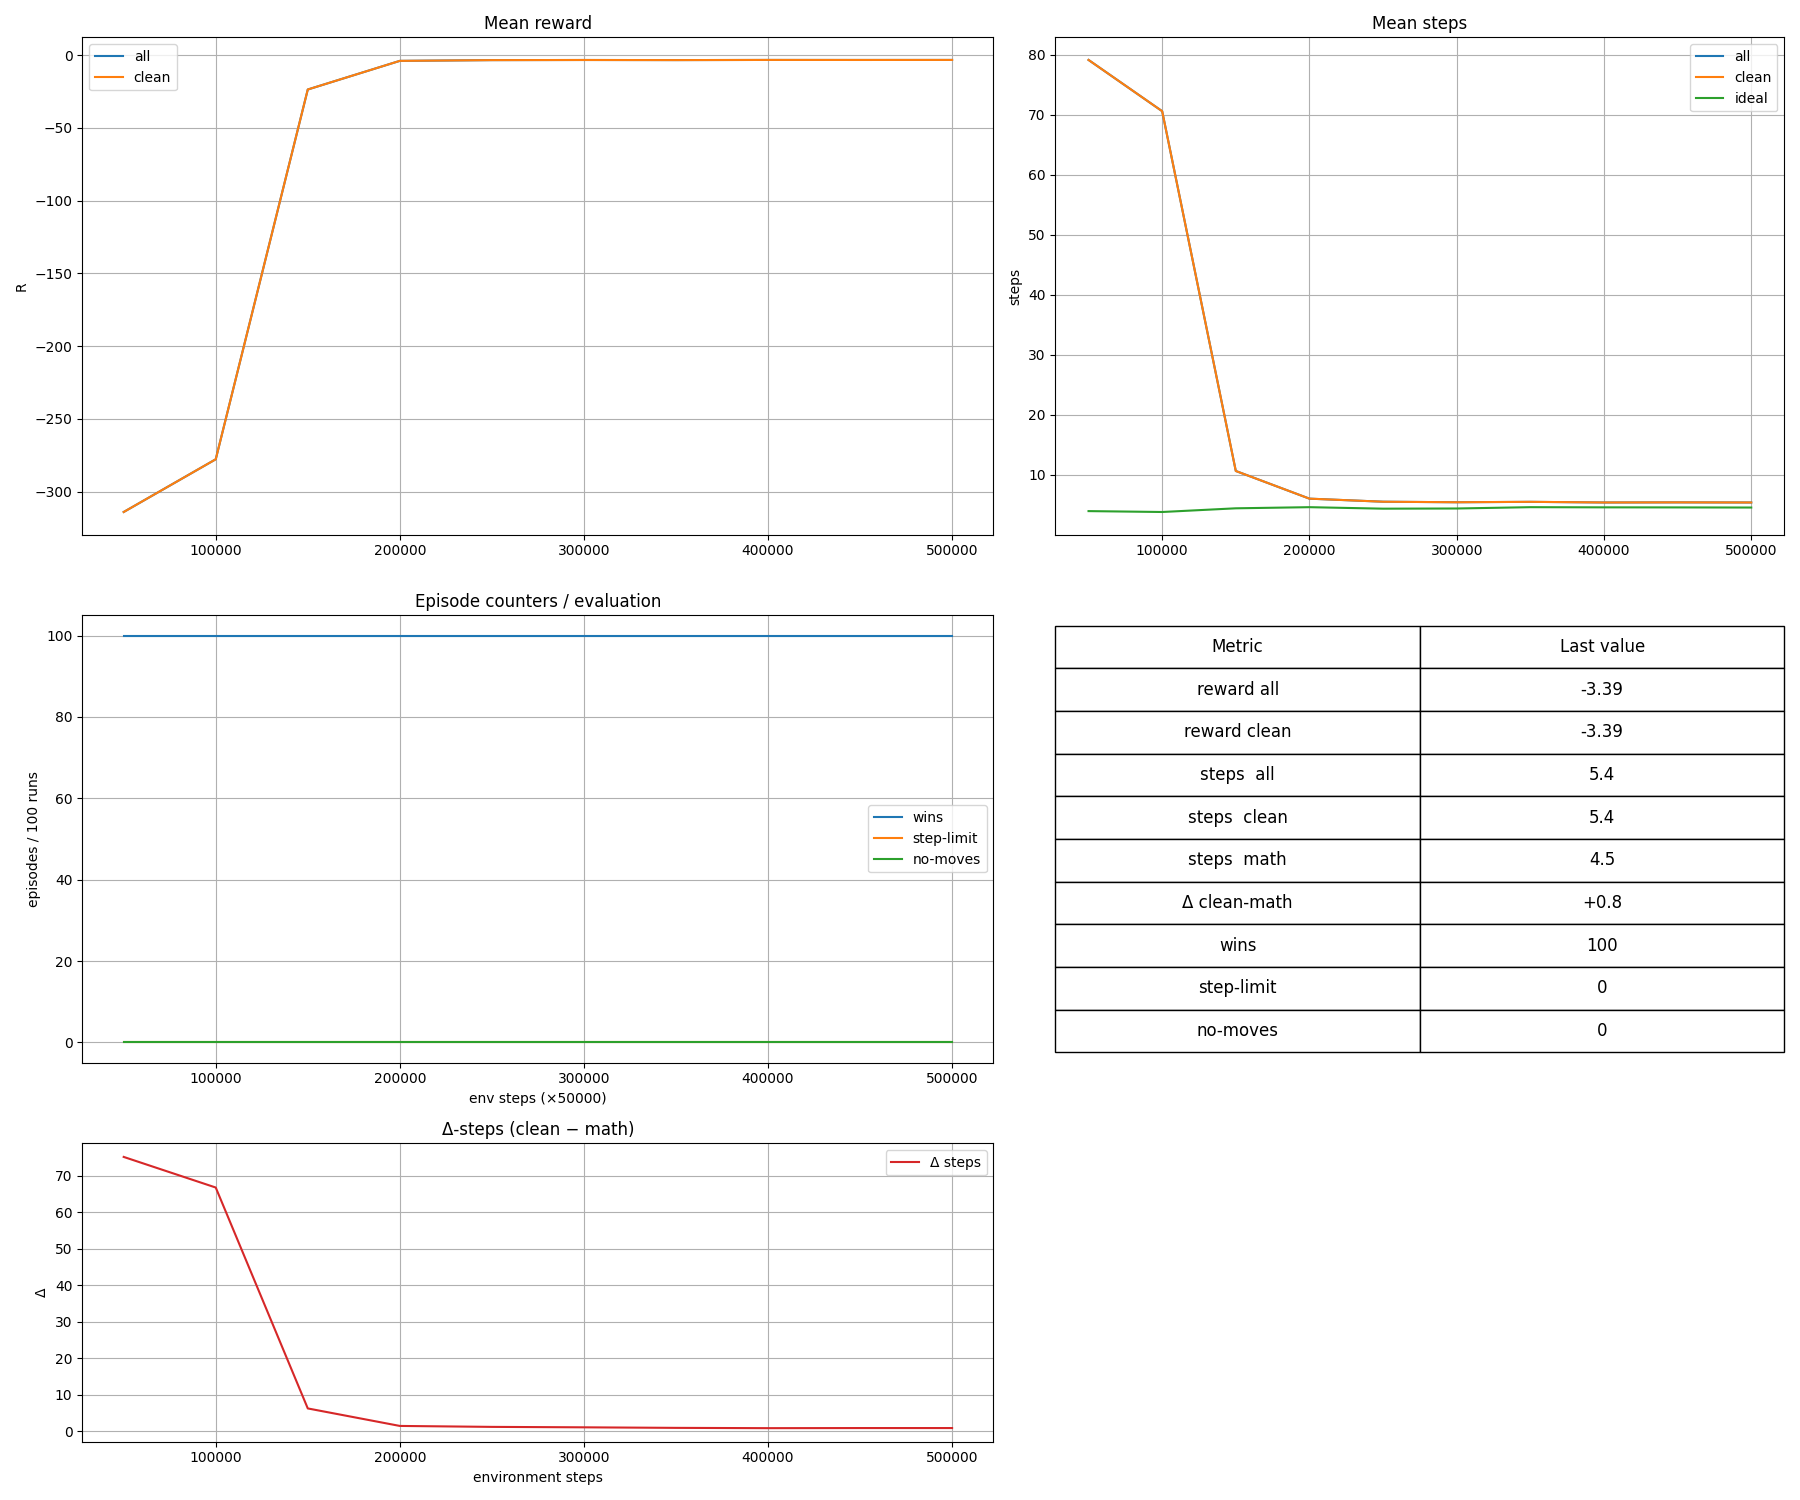 Mean reward
0
−50
−100
−150
−200
−250
−300
R
all
clean
100000 200000 300000 400000 500000
Mean steps
80
70
60
50
40
30
20
10
steps
all
clean
ideal
100000 200000 300000 400000 500000
Episode counters / evaluation
100
80
60
40
20
0
episodes / 100 runs
wins
step-limit
no-moves
100000 200000 300000 400000 500000
env steps (×50000)
Metric Last value
reward all -3.39
reward clean -3.39
steps  all 5.4
steps  clean 5.4
steps  math 4.5
Δ clean-math +0.8
wins 100
step-limit 0
no-moves 0
Δ-steps (clean − math)
70
60
50
40
30
20
10
0
Δ
Δ steps
100000 200000 300000 400000 500000
environment steps